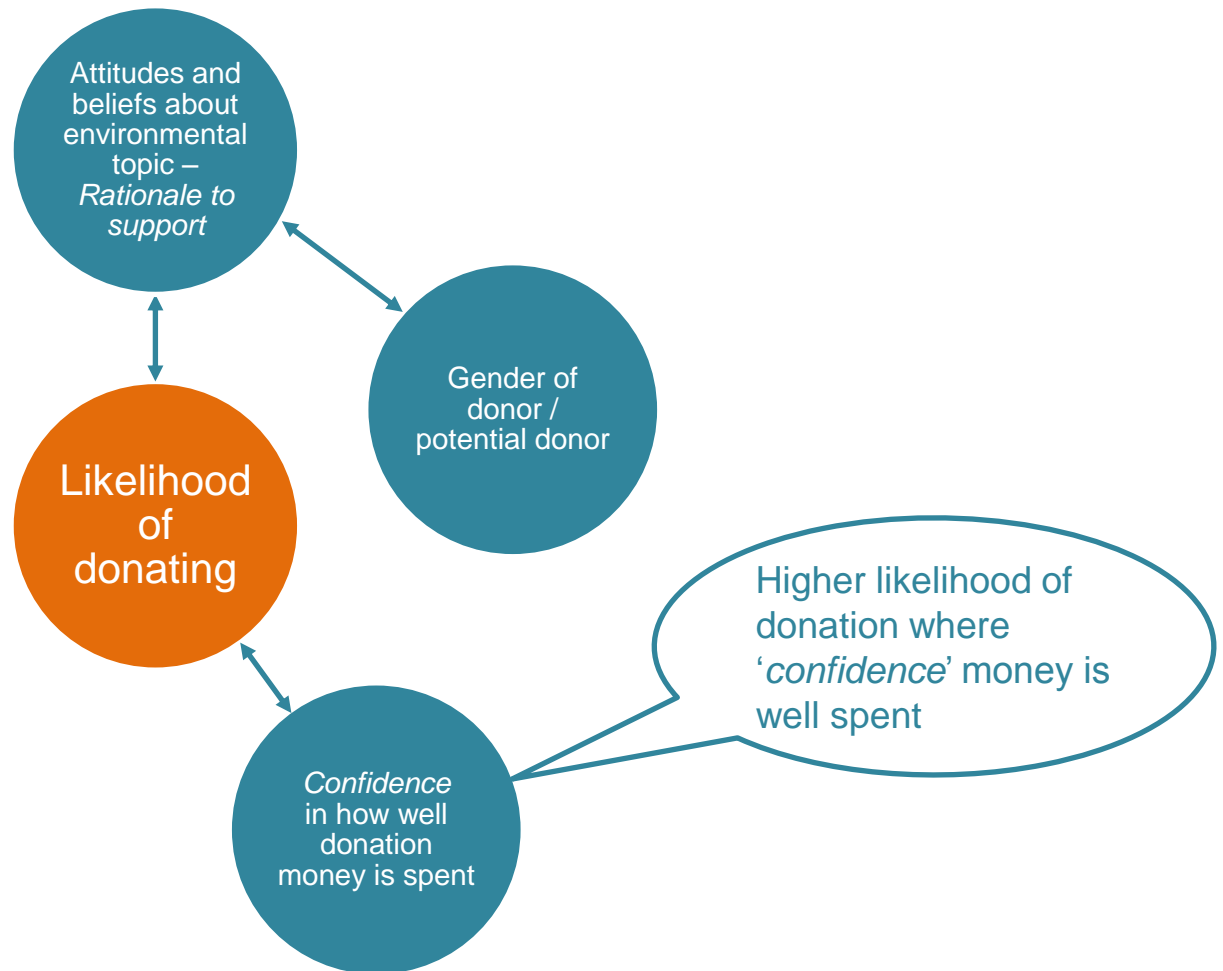 Attitudes and
beliefs about
environmental
topic –
Rationale to
support
Gender of
donor /
potential donor
Likelihood
of
donating
Higher likelihood of
donation where
‘confidence’ money is
well spent
Confidence
in how well
donation
money is spent